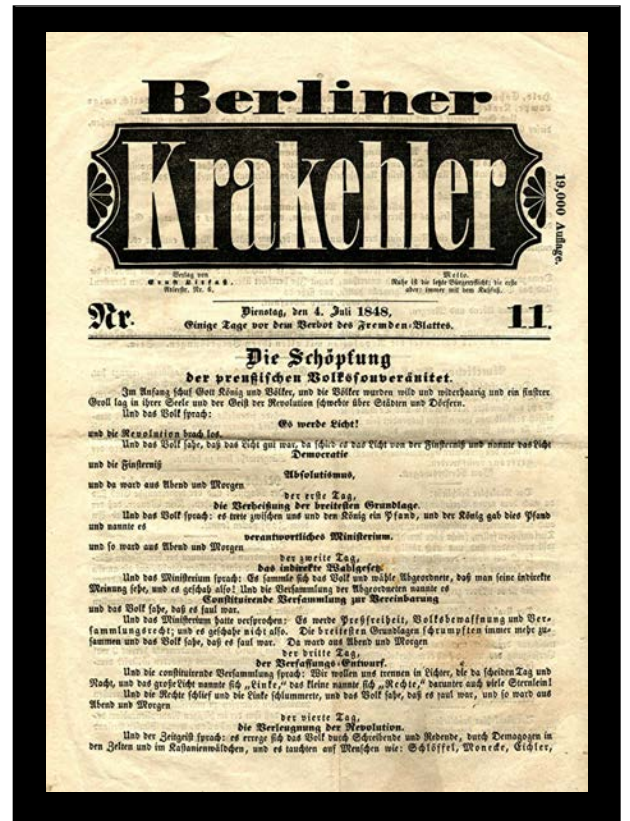 Berliner
Krakehler
19,000 Auflage.
Verlag von
Ernst Litfaß,
Adlerstr. Nr. 6.
Motto.
Ruhe ist die letzte Bürgerpflicht; die erste
aber: immer mit dem Kuhfuß.
Nr.
Dienstag, den 4. Juli 1848,
Einige Tage vor dem Verbot des Fremden-Blattes.
11.
Die Schöpfung
der preußischen Volkssouveränitet.
Im Anfang schuf Gott König und Völker, und die Völker wurden wild und widerhaarig und ein finstrer
Groll lag in ihrer Seele und der Geist der Revolution schwebte über Städten und Dörfern.
Und das Volk sprach:
Es werde Licht!
und die Revolution brach los.
Und das Volk sahe, daß das Licht gut war, da schied es das Licht von der Finsterniß und nannte das Licht
Democratie
und die Finsterniß
Absolutismus,
und da ward aus Abend und Morgen
der erste Tag,
die Verheißung der breitesten Grundlage.
Und das Volk sprach: es trete zwischen uns und den König ein Pfand, und der König gab dies Pfand
und nannte es
verantwortliches Ministerium.
und so ward aus Abend und Morgen
der zweite Tag,
das indirekte Wahlgesetz
Und das Ministerium sprach: Es sammle sich das Volk und wähle Abgeordnete, daß man seine indirekte
Meinung sehe, und es geschah also! Und die Versammlung der Abgeordneten nannte es
Constituirende Versammlung zur Vereinbarung
und das Volk sahe, daß es faul war.
Und das Ministerium hatte versprochen: Es werde Preßfreiheit, Volksbewaffnung und Ver-
sammlungsrecht; und es geschahe nicht also. Die breitesten Grundlagen schrumpften immer mehr zu-
sammen und das Volk sahe, daß es faul war. Da ward aus Abend und Morgen
der dritte Tag,
der Verfassungs-Entwurf.
Und die constituirende Versammlung sprach: Wir wollen uns trennen in Lichter, die da scheiden Tag und
Nacht, und das große Licht nannte sich „Linke,“ das kleine nannte sich „Rechte,“ darunter auch viele Sternlein!
Und die Rechte schlief und die Linke schlummerte, und das Volk sahe, daß es faul war, und so ward aus
Abend und Morgen
der vierte Tag,
die Verleugnung der Revolution.
Und der Zeitgeist sprach: es errege sich das Volk durch Schreibende und Redende, durch Demagogen in
den Zelten und im Kastanienwäldchen, und es tauchten auf Menschen wie: Schlöffel, Monecke, Eichler,